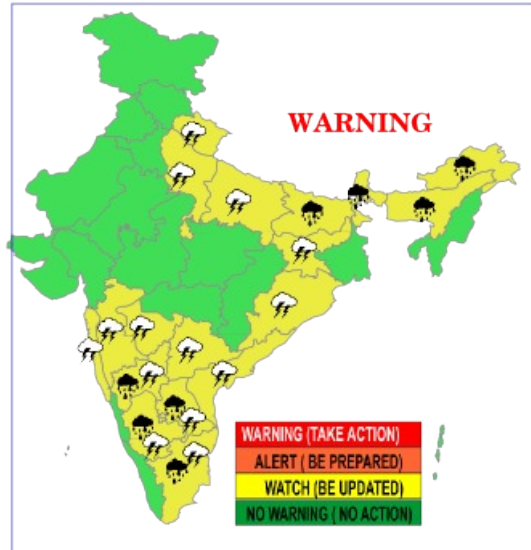 WARNING
WARNING (TAKE ACTION)
ALERT ( BE PREPARED)
WATCH (BE UPDATED)
NO WARNING ( NO ACTION)